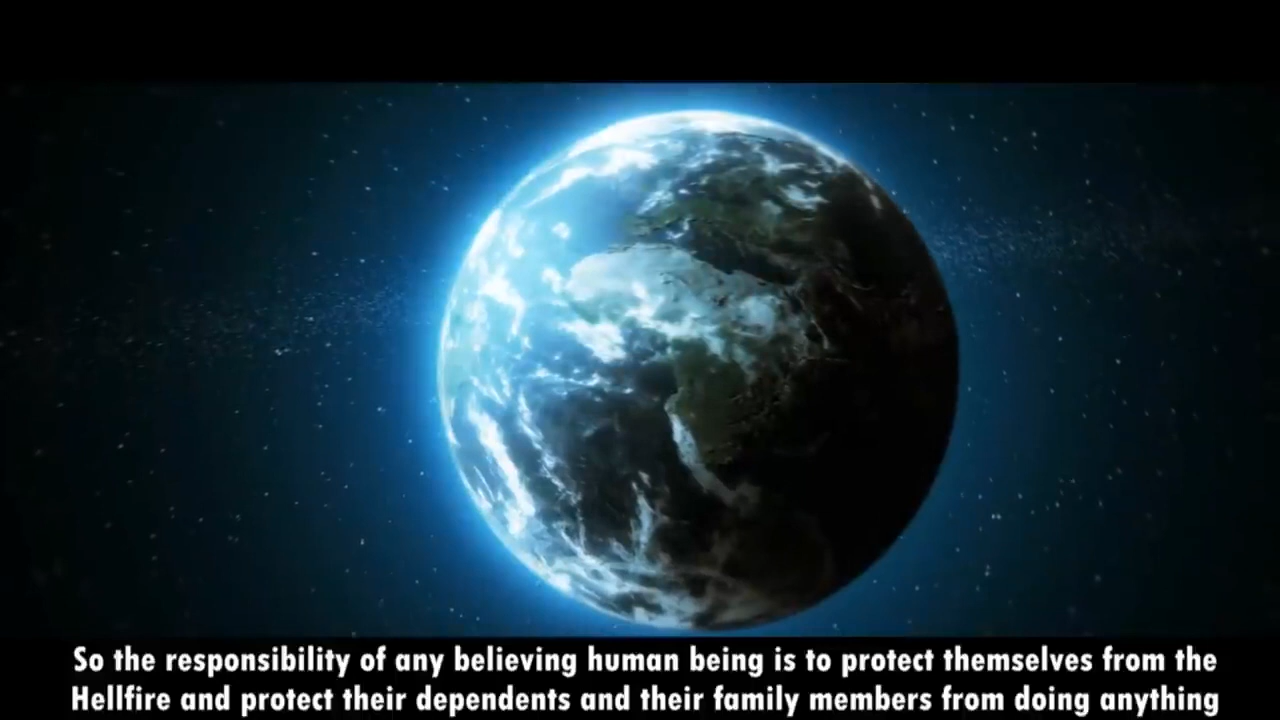 So the responsibility of any believing human being is to protect themselves from the
Hellfire and protect their dependents and their family members from doing anything